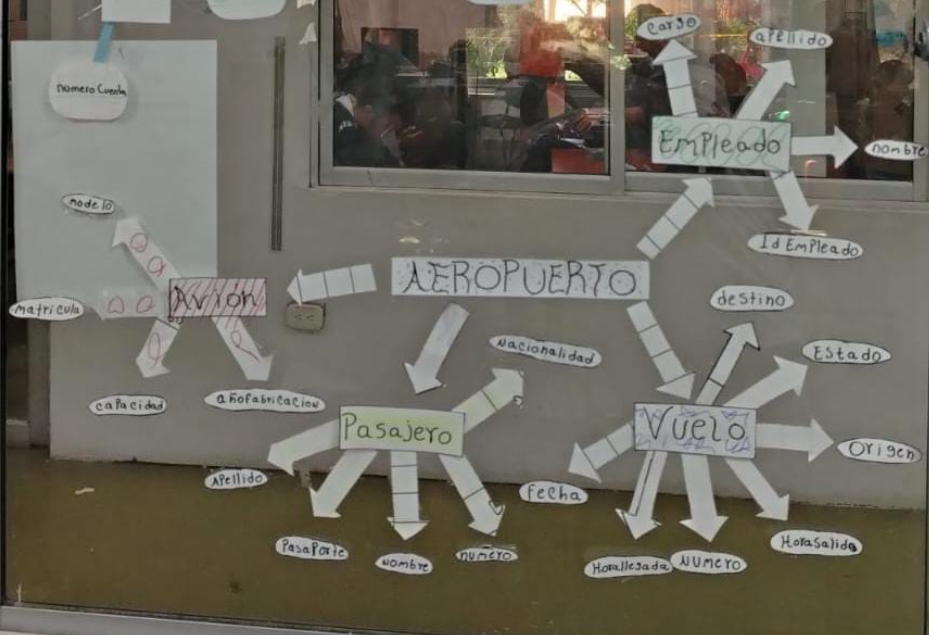 cargo
apellido
numero Cuenta
EmPleado
nombre
modelo
IdEmpleado
AEROPUERTO
Avion
destino
matricula
Nacionalidad
EStado
capacidad
añofabricacion
Pasajero
Vuelo
Origen
APellido
Fecha
PasaPorte
Nombre
numero
Horallegada
NUmERO
HoraSalida